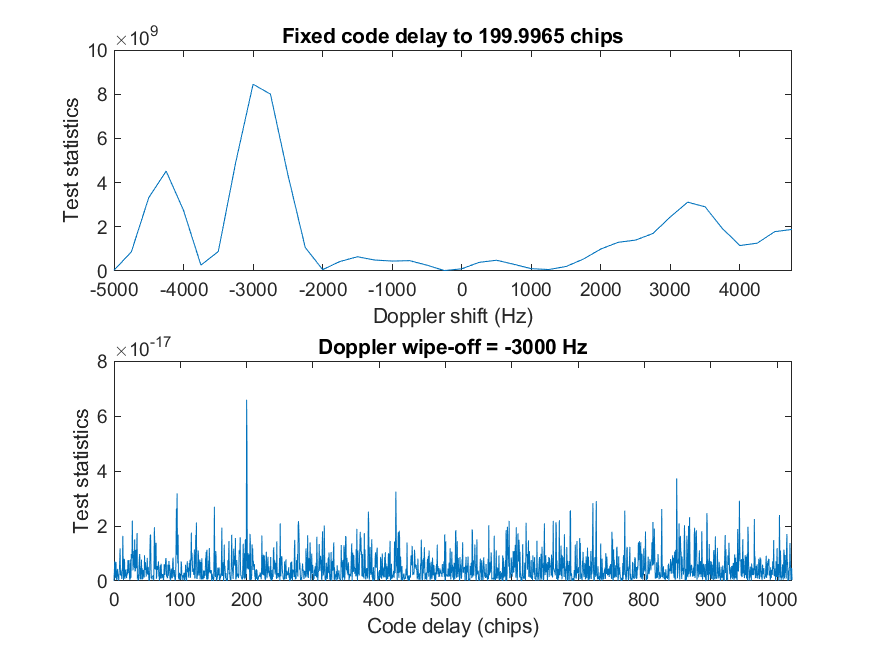 ×10^9
Fixed code delay to 199.9965 chips
10
8
6
4
2
0
Test statistics
-5000 -4000 -3000 -2000 -1000 0 1000 2000 3000 4000
Doppler shift (Hz)
×10^-17
Doppler wipe-off = -3000 Hz
8
6
4
2
0
Test statistics
0 100 200 300 400 500 600 700 800 900 1000
Code delay (chips)